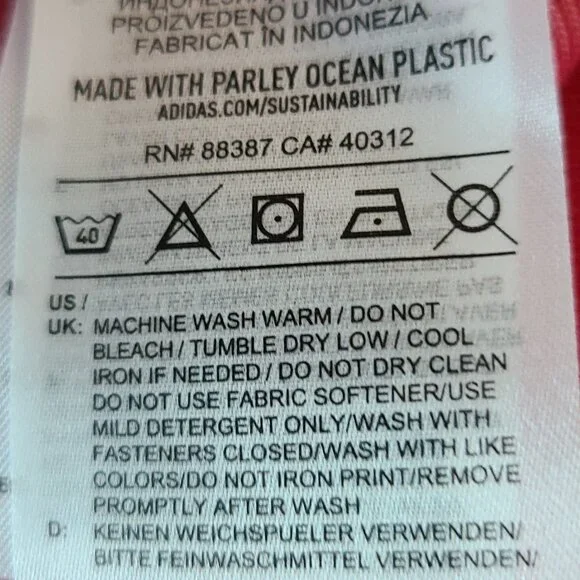 PROIZVEDENO U
FABRICAT ÎN INDONEZIA
MADE WITH PARLEY OCEAN PLASTIC
ADIDAS.COM/SUSTAINABILITY
RN# 88387 CA# 40312
40
US /
UK: MACHINE WASH WARM / DO NOT
BLEACH / TUMBLE DRY LOW / COOL
IRON IF NEEDED / DO NOT DRY CLEAN
DO NOT USE FABRIC SOFTENER/USE
MILD DETERGENT ONLY/WASH WITH
FASTENERS CLOSED/WASH WITH LIKE
COLORS/DO NOT IRON PRINT/REMOVE
PROMPTLY AFTER WASH
D: KEINEN WEICHSPUELER VERWENDEN/
BITTE FEINWASCHMITTEL VERWENDEN/